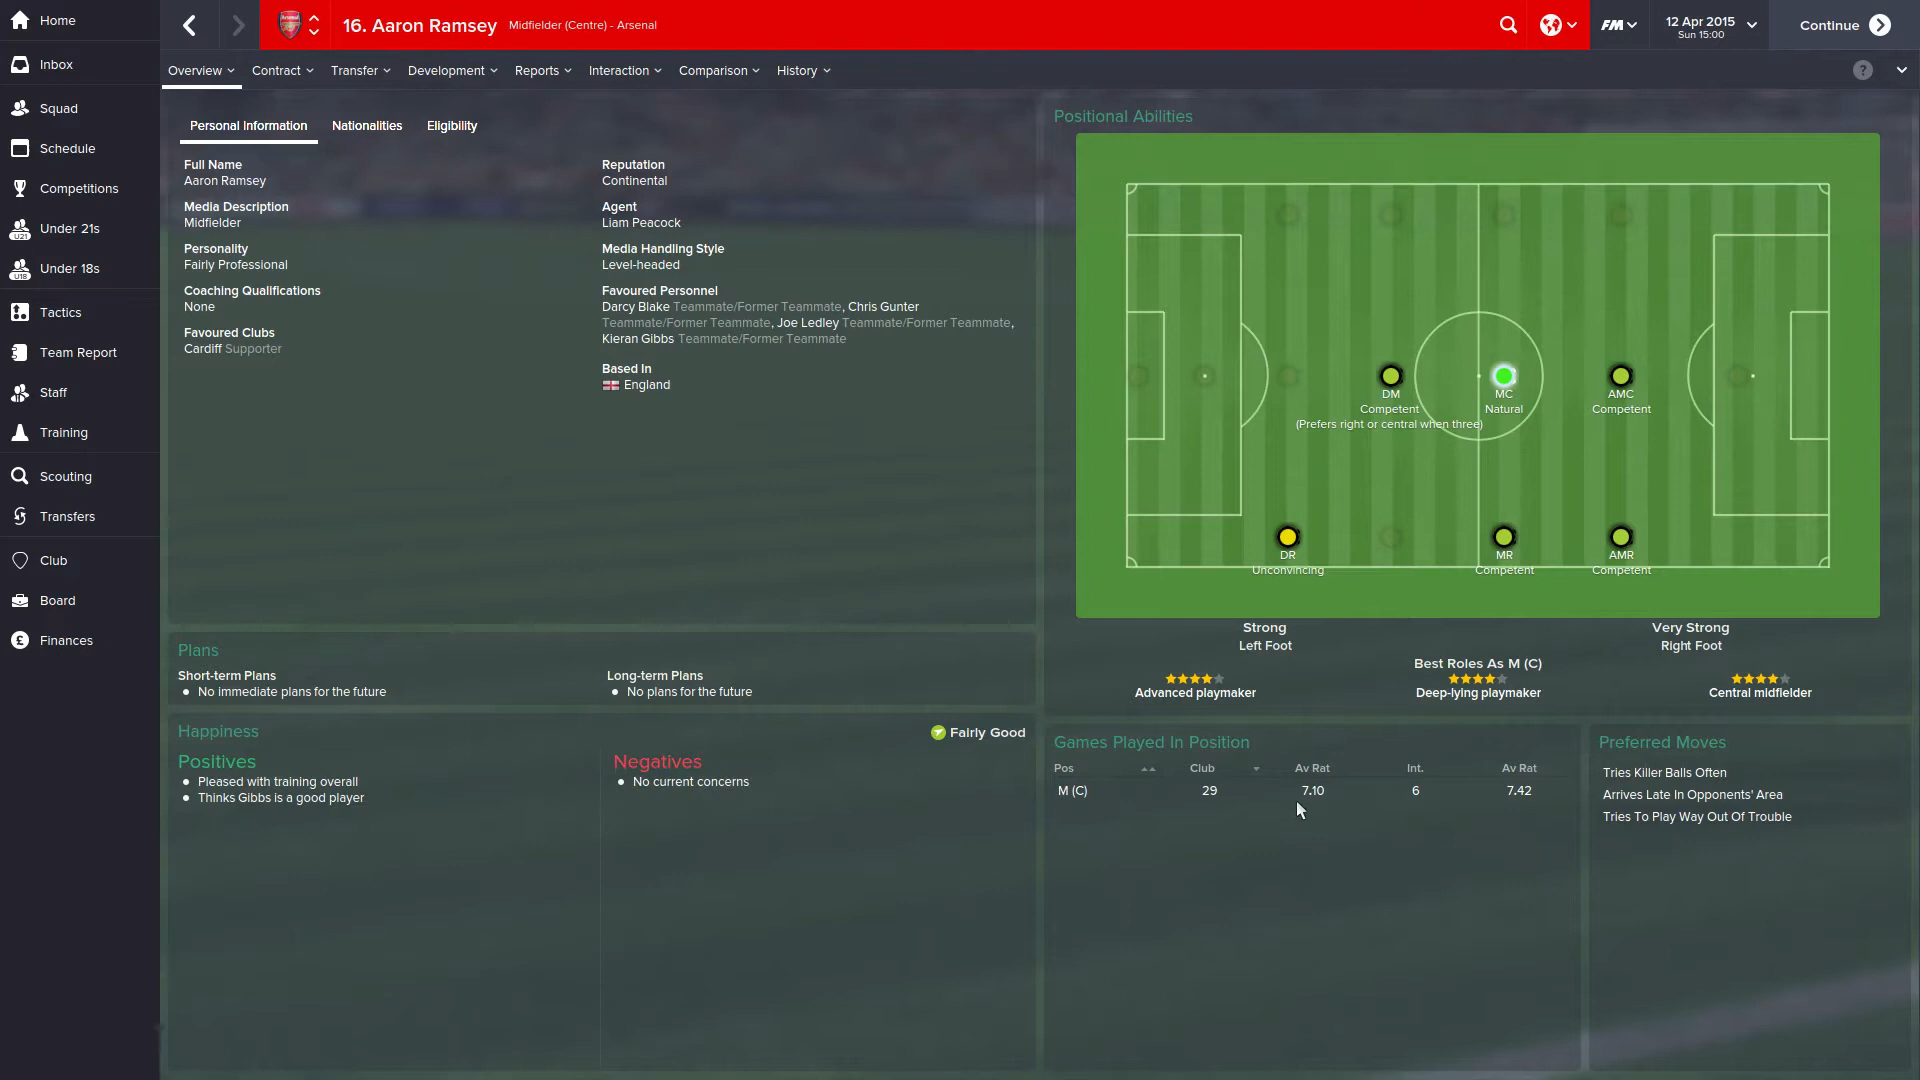 Home
Inbox
Squad
Schedule
Competitions
U21 Under 21s
U18 Under 18s
Tactics
Team Report
Staff
Training
Scouting
Transfers
Club
Board
£ Finances
Arsenal
16. Aaron Ramsey Midfielder (Centre) - Arsenal
FM
12 Apr 2015
Sun 15:00
Continue
Overview Contract Transfer Development Reports Interaction Comparison History ?
Personal Information Nationalities Eligibility
Full Name
Aaron Ramsey
Media Description
Midfielder
Personality
Fairly Professional
Coaching Qualifications
None
Favoured Clubs
Cardiff Supporter
Reputation
Continental
Agent
Liam Peacock
Media Handling Style
Level-headed
Favoured Personnel
Darcy Blake Teammate/Former Teammate, Chris Gunter
Teammate/Former Teammate, Joe Ledley Teammate/Former Teammate,
Kieran Gibbs Teammate/Former Teammate
Based In
England
Plans
Short-term Plans
No immediate plans for the future
Long-term Plans
No plans for the future
Happiness
Fairly Good
Positives
Pleased with training overall
Thinks Gibbs is a good player
Negatives
No current concerns
Positional Abilities
DM
Competent
(Prefers right or central when three)
MC
Natural
AMC
Competent
DR
Unconvincing
MR
Competent
AMR
Competent
Strong
Left Foot
Very Strong
Right Foot
Best Roles As M (C)
Advanced playmaker
Deep-lying playmaker
Central midfielder
Games Played In Position
Pos Club Av Rat Int. Av Rat
M (C) 29 7.10 6 7.42
Preferred Moves
Tries Killer Balls Often
Arrives Late In Opponents' Area
Tries To Play Way Out Of Trouble